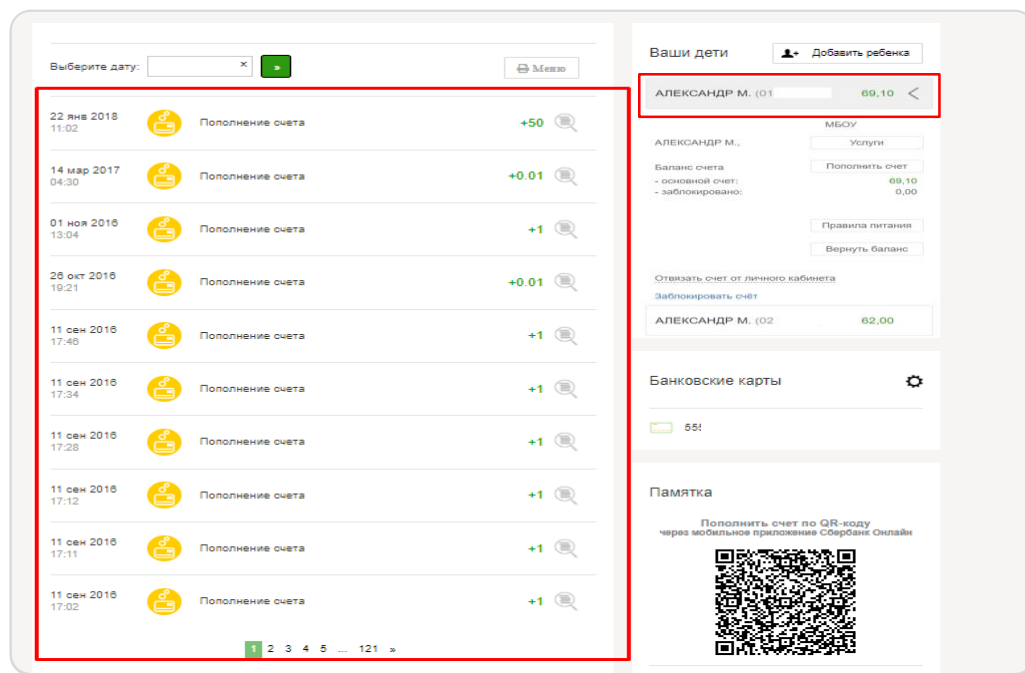 Выберите дату:
×
»
Меню
22 янв 2018
11:02
Пополнение счета
+50
14 мар 2017
04:30
Пополнение счета
+0.01
01 ноя 2016
13:04
Пополнение счета
+1
26 окт 2016
19:21
Пополнение счета
+0.01
11 сен 2016
17:46
Пополнение счета
+1
11 сен 2016
17:34
Пополнение счета
+1
11 сен 2016
17:28
Пополнение счета
+1
11 сен 2016
17:12
Пополнение счета
+1
11 сен 2016
17:11
Пополнение счета
+1
11 сен 2016
17:02
Пополнение счета
+1
1 2 3 4 5 ... 121 »
Ваши дети
Добавить ребенка
АЛЕКСАНДР М. (01 69,10 <
МБОУ
АЛЕКСАНДР М.,
Услуги
Баланс счета
Пополнить счет
- основной счет: 69,10
- заблокировано: 0,00
Правила питания
Вернуть баланс
Отвязать счет от личного кабинета
Заблокировать счёт
АЛЕКСАНДР М. (02 62,00
Банковские карты
555
Памятка
Пополнить счет по QR-коду
через мобильное приложение Сбербанк Онлайн